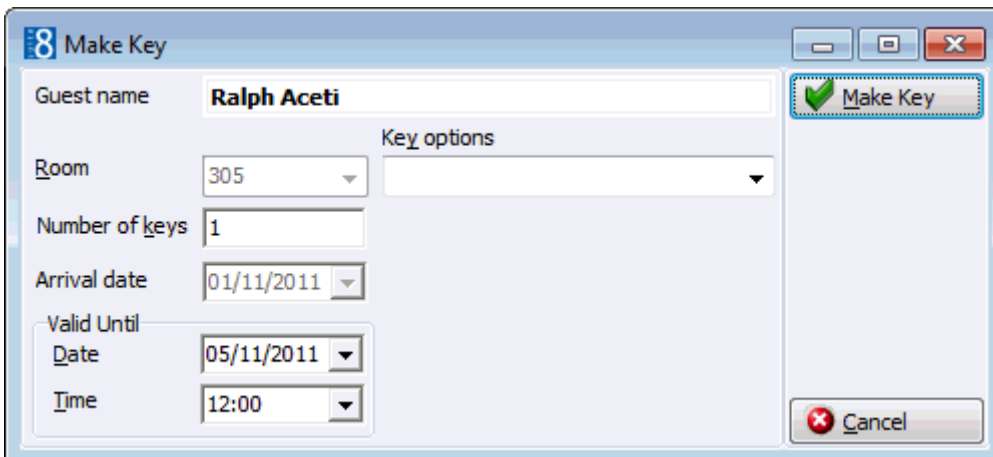 8 Make Key
Guest name Ralph Aceti Make Key
Key options
Room 305
Number of keys 1
Arrival date 01/11/2011
Valid Until
Date 05/11/2011
Time 12:00
Cancel